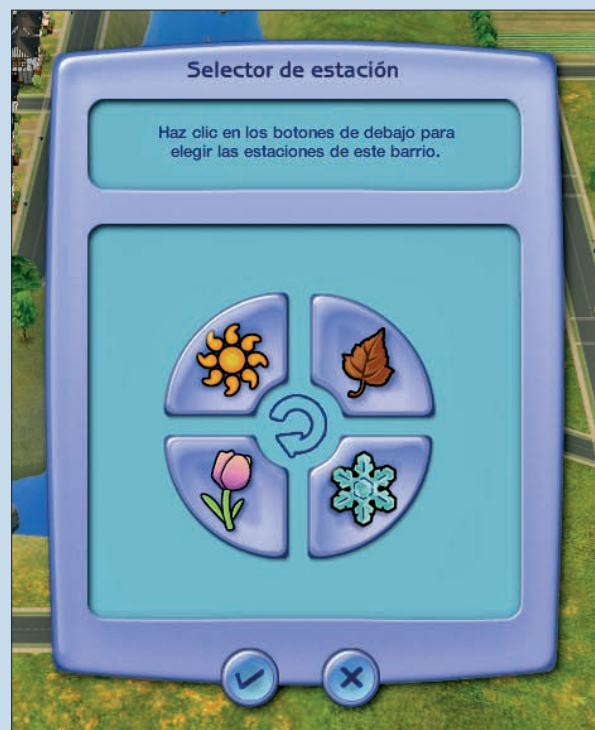 Selector de estación
Haz clic en los botones de debajo para
elegir las estaciones de este barrio.